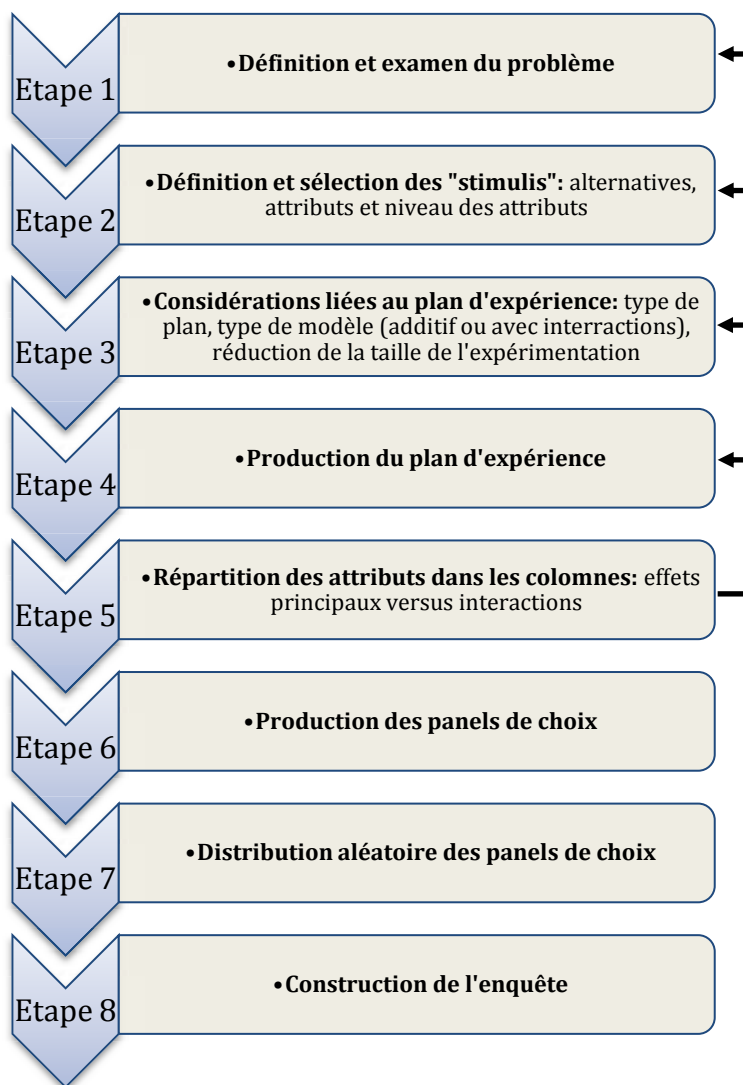 Etape 1
•Définition et examen du problème
Etape 2
•Définition et sélection des "stimulis": alternatives,
attributs et niveau des attributs
Etape 3
•Considérations liées au plan d'expérience: type de
plan, type de modèle (additif ou avec interractions),
réduction de la taille de l'expérimentation
Etape 4
•Production du plan d'expérience
Etape 5
•Répartition des attributs dans les colomnes: effets
principaux versus interactions
Etape 6
•Production des panels de choix
Etape 7
•Distribution aléatoire des panels de choix
Etape 8
•Construction de l'enquête